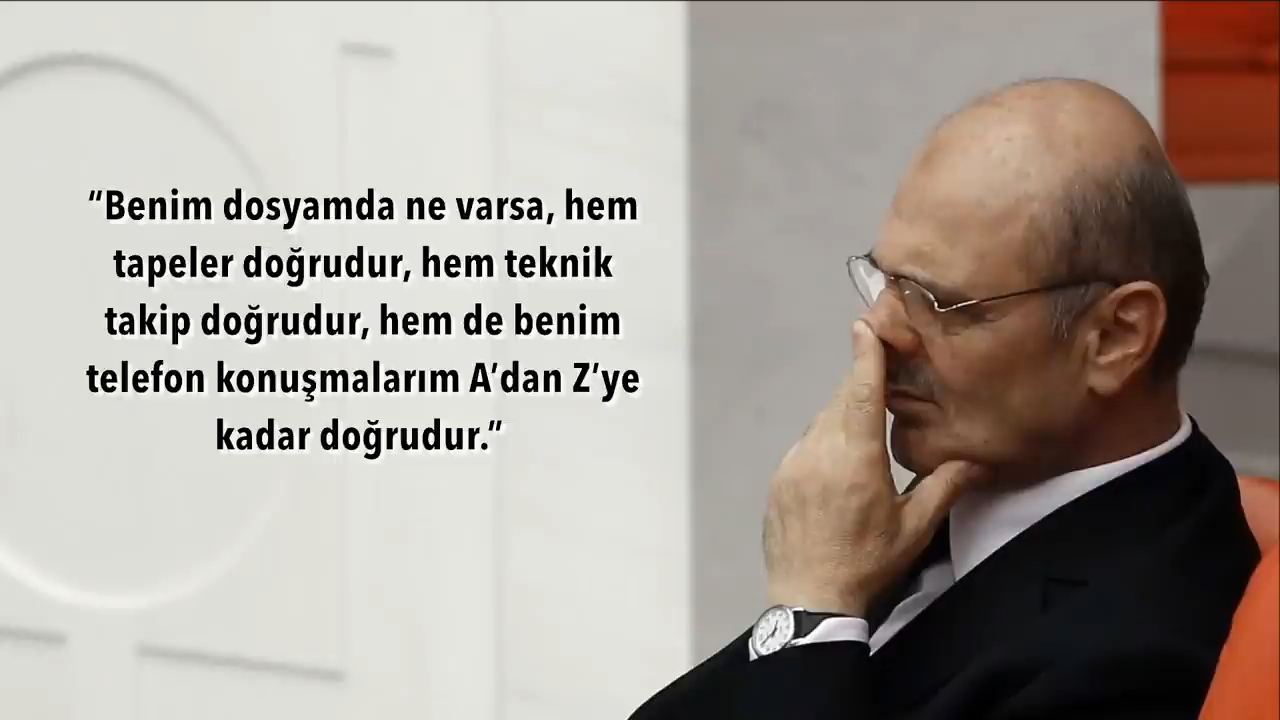 “Benim dosyamda ne varsa, hem
tapeler doğrudur, hem teknik
takip doğrudur, hem de benim
telefon konuşmalarım A’dan Z’ye
kadar doğrudur.”